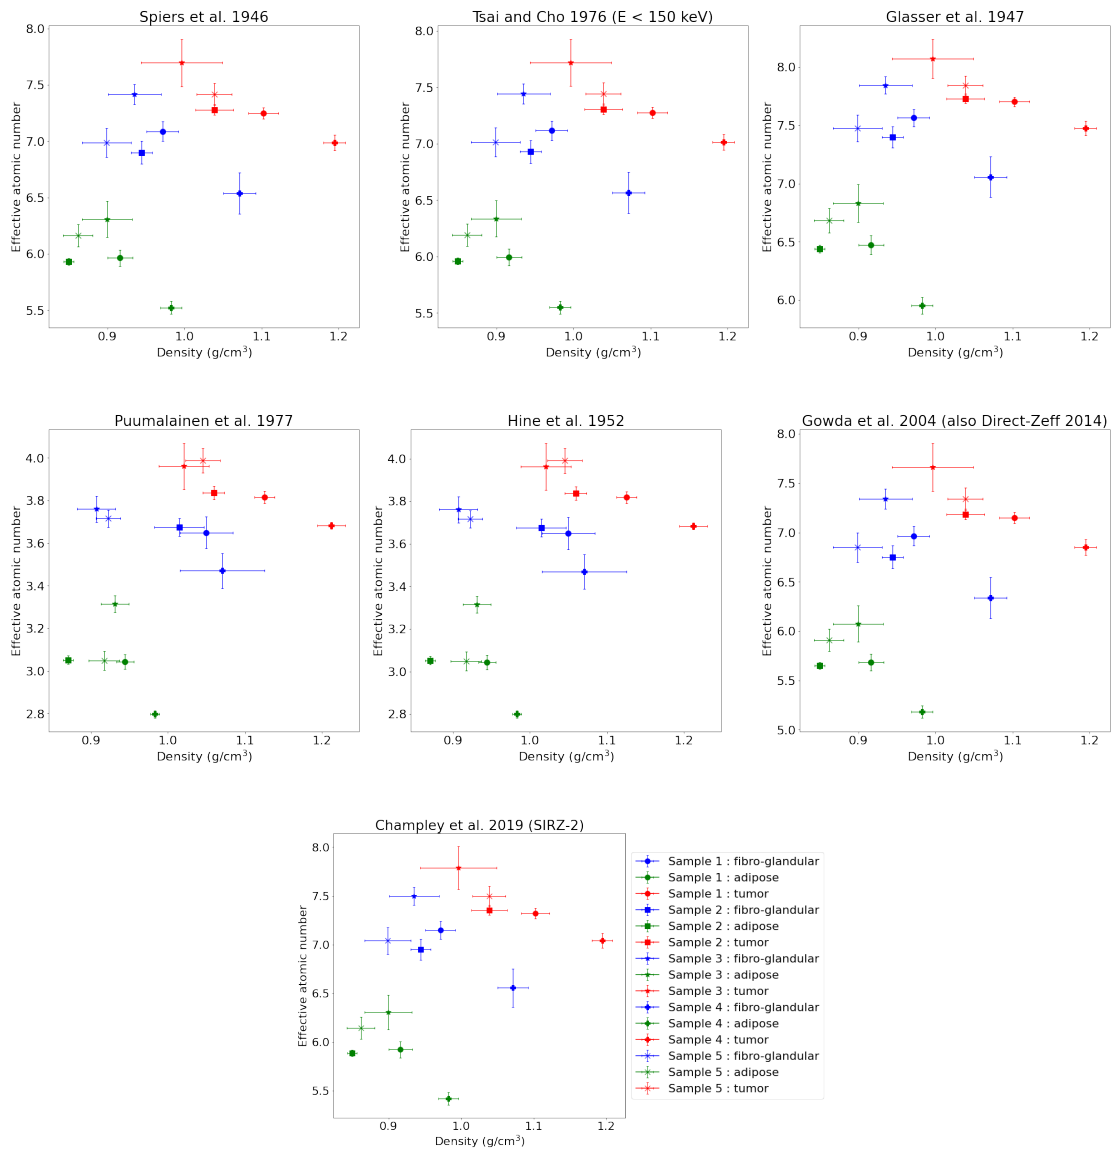 Spiers et al. 1946
Tsai and Cho 1976 (E < 150 keV)
Glasser et al. 1947
8.0
7.5
7.0
6.5
6.0
5.5
Effective atomic number
0.9 1.0 1.1 1.2
Density (g/cm³)
8.0
7.5
7.0
6.5
6.0
5.5
Effective atomic number
0.9 1.0 1.1 1.2
Density (g/cm³)
8.0
7.5
7.0
6.5
6.0
Effective atomic number
0.9 1.0 1.1 1.2
Density (g/cm³)
Puumalainen et al. 1977
Hine et al. 1952
Gowda et al. 2004 (also Direct-Zeff 2014)
4.0
3.8
3.6
3.4
3.2
3.0
2.8
Effective atomic number
0.9 1.0 1.1 1.2
Density (g/cm³)
4.0
3.8
3.6
3.4
3.2
3.0
2.8
Effective atomic number
0.9 1.0 1.1 1.2
Density (g/cm³)
8.0
7.5
7.0
6.5
6.0
5.5
5.0
Effective atomic number
0.9 1.0 1.1 1.2
Density (g/cm³)
Champley et al. 2019 (SIRZ-2)
8.0
7.5
7.0
6.5
6.0
5.5
Effective atomic number
0.9 1.0 1.1 1.2
Density (g/cm³)
Sample 1 : fibro-glandular
Sample 1 : adipose
Sample 1 : tumor
Sample 2 : fibro-glandular
Sample 2 : adipose
Sample 2 : tumor
Sample 3 : fibro-glandular
Sample 3 : adipose
Sample 3 : tumor
Sample 4 : fibro-glandular
Sample 4 : adipose
Sample 4 : tumor
Sample 5 : fibro-glandular
Sample 5 : adipose
Sample 5 : tumor